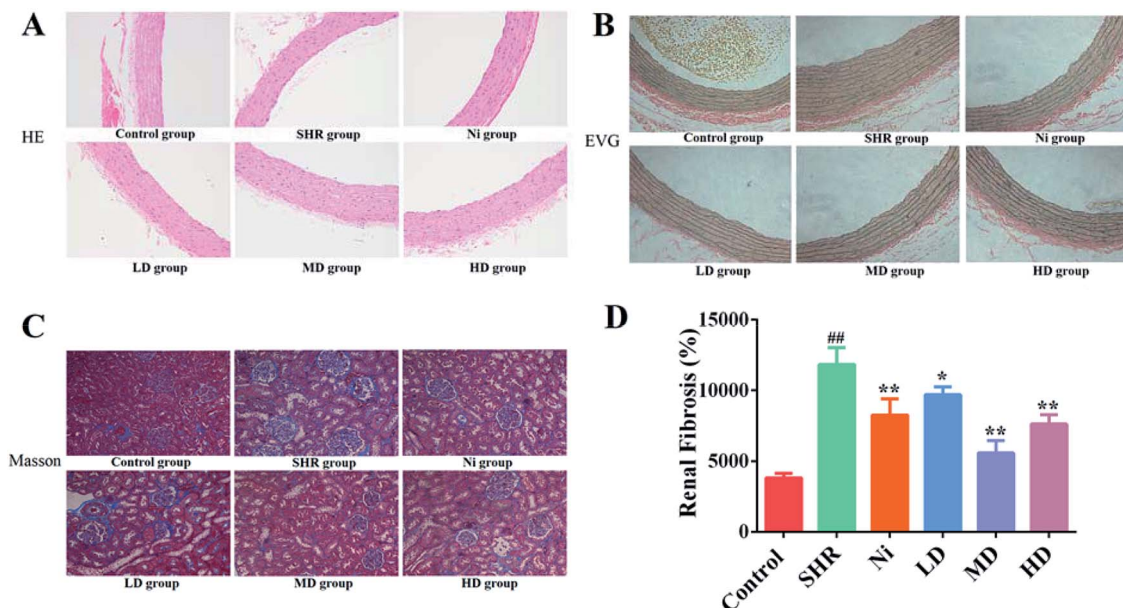 A
HE
Control group
SHR group
Ni group
LD group
MD group
HD group
B
EVG
Control group
SHR group
Ni group
LD group
MD group
HD group
C
Masson
Control group
SHR group
Ni group
LD group
MD group
HD group
D
Renal Fibrosis (%)
15000
10000
5000
0
##
**
*
**
**
Control
SHR
Ni
LD
MD
HD